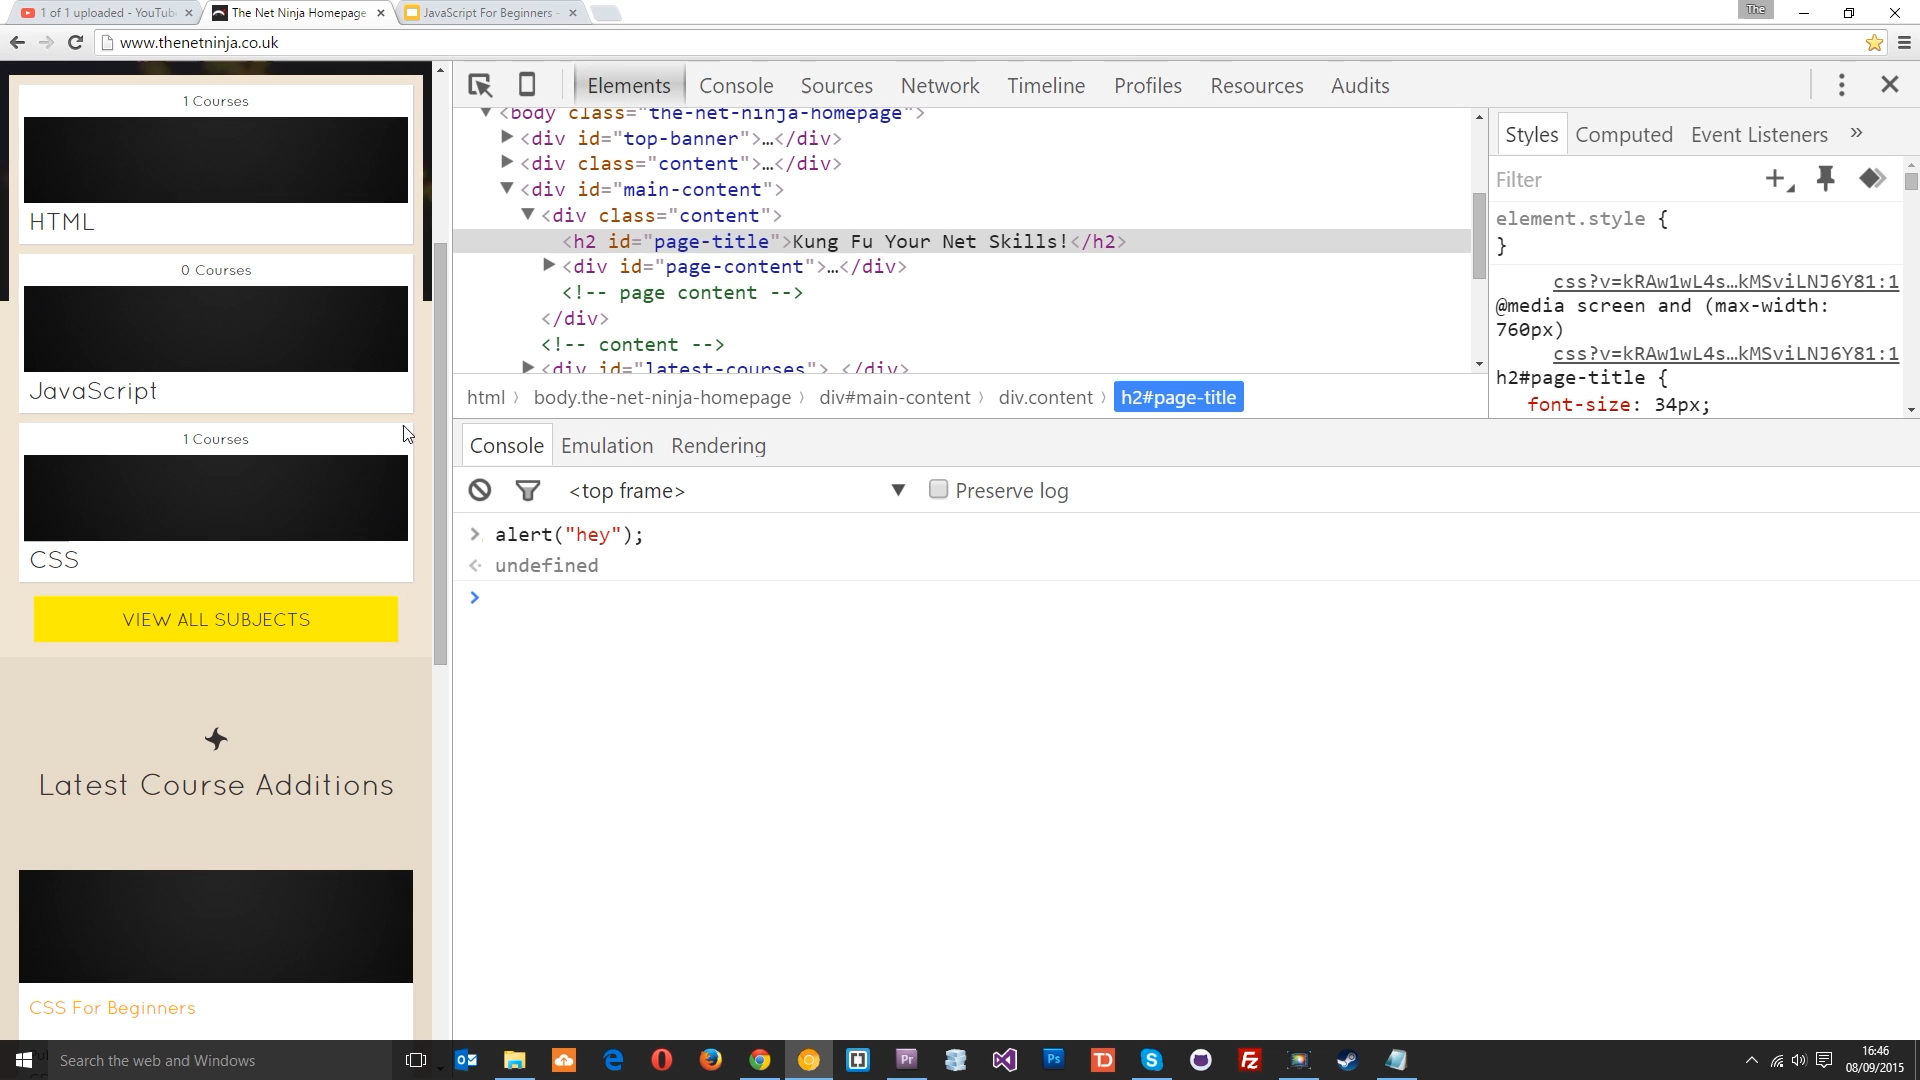 1 of 1 uploaded - YouTub
The Net Ninja Homepage
JavaScript For Beginners -
The
www.thenetninja.co.uk
1 Courses
HTML
0 Courses
JavaScript
1 Courses
CSS
VIEW ALL SUBJECTS
Latest Course Additions
CSS For Beginners
Elements Console Sources Network Timeline Profiles Resources Audits
▼<body class="the-net-ninja-homepage">
▶<div id="top-banner">…</div>
▶<div class="content">…</div>
▼<div id="main-content">
▼<div class="content">
<h2 id="page-title">Kung Fu Your Net Skills!</h2>
▶<div id="page-content">…</div>
<!-- page content -->
</div>
<!-- content -->
▶<div id="latest-courses"> </div>
html body.the-net-ninja-homepage div#main-content div.content h2#page-title
Styles Computed Event Listeners »
Filter
element.style {
}
css?v=kRAw1wL4s…kMSviLNJ6Y81:1
@media screen and (max-width:
760px)
css?v=kRAw1wL4s…kMSviLNJ6Y81:1
h2#page-title {
font-size: 34px;
Console Emulation Rendering
<top frame> ▼ Preserve log
> alert("hey");
undefined
>
Search the web and Windows
16:46
08/09/2015